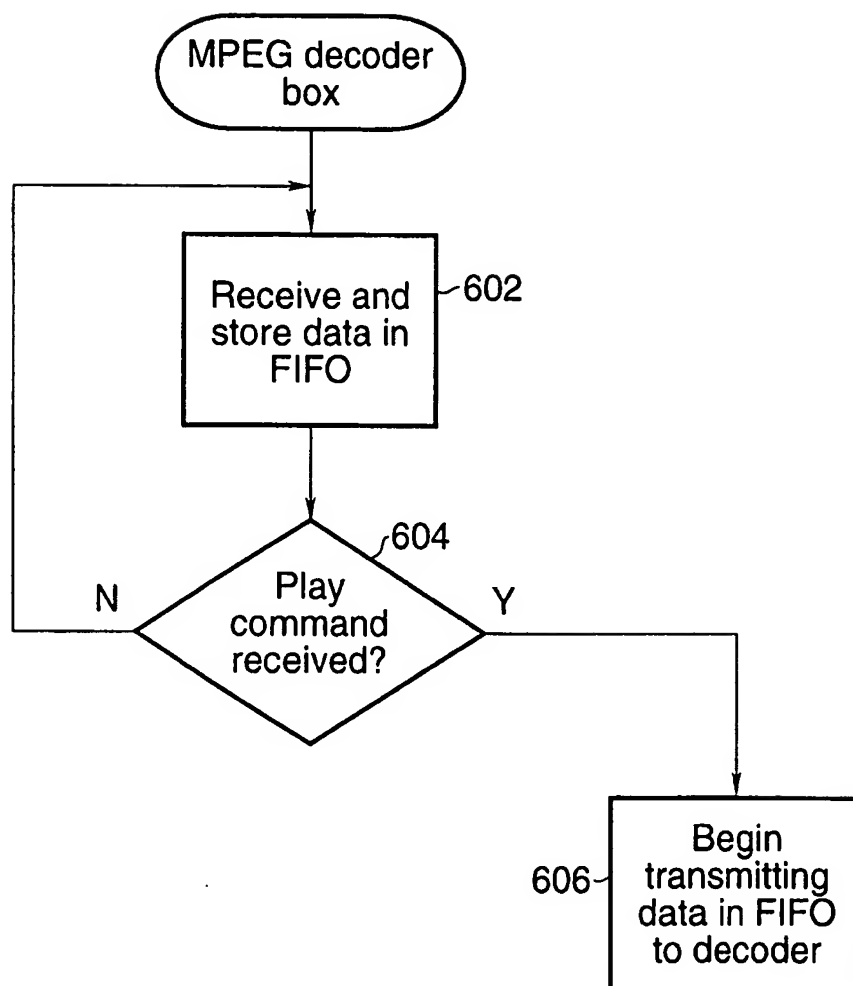 MPEG decoder
box
Receive and
store data in
FIFO
602
604
Play
command
received?
N
Y
606
Begin
transmitting
data in FIFO
to decoder